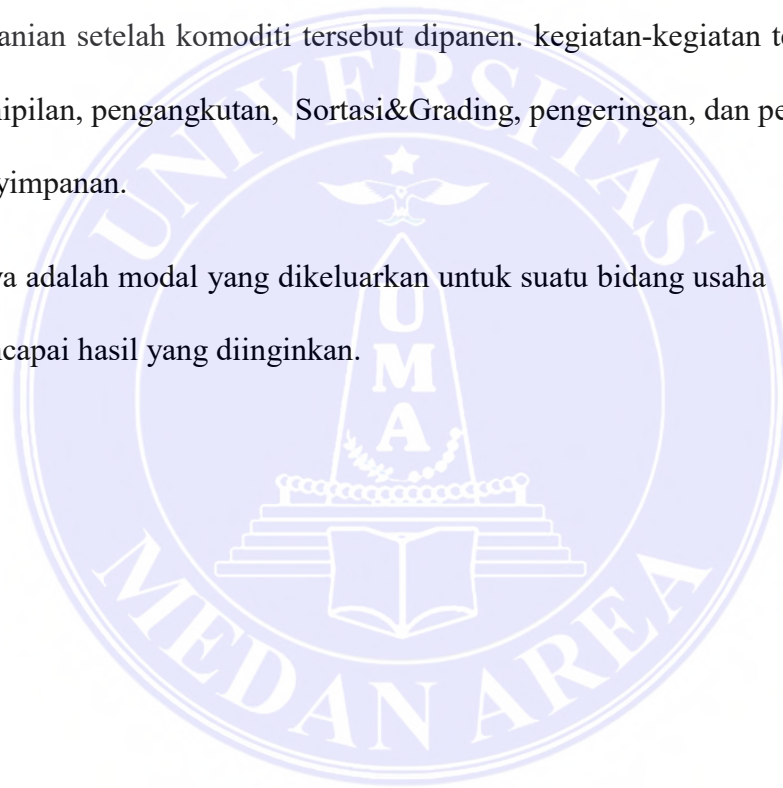 anian setelah komoditi tersebut dipanen. kegiatan-kegiatan te
ipilan, pengangkutan, Sortasi&Grading, pengeringan, dan pe
yimpanan.
a adalah modal yang dikeluarkan untuk suatu bidang usaha
capai hasil yang diinginkan.
UNIVERSITAS
UMA
MEDAN AREA